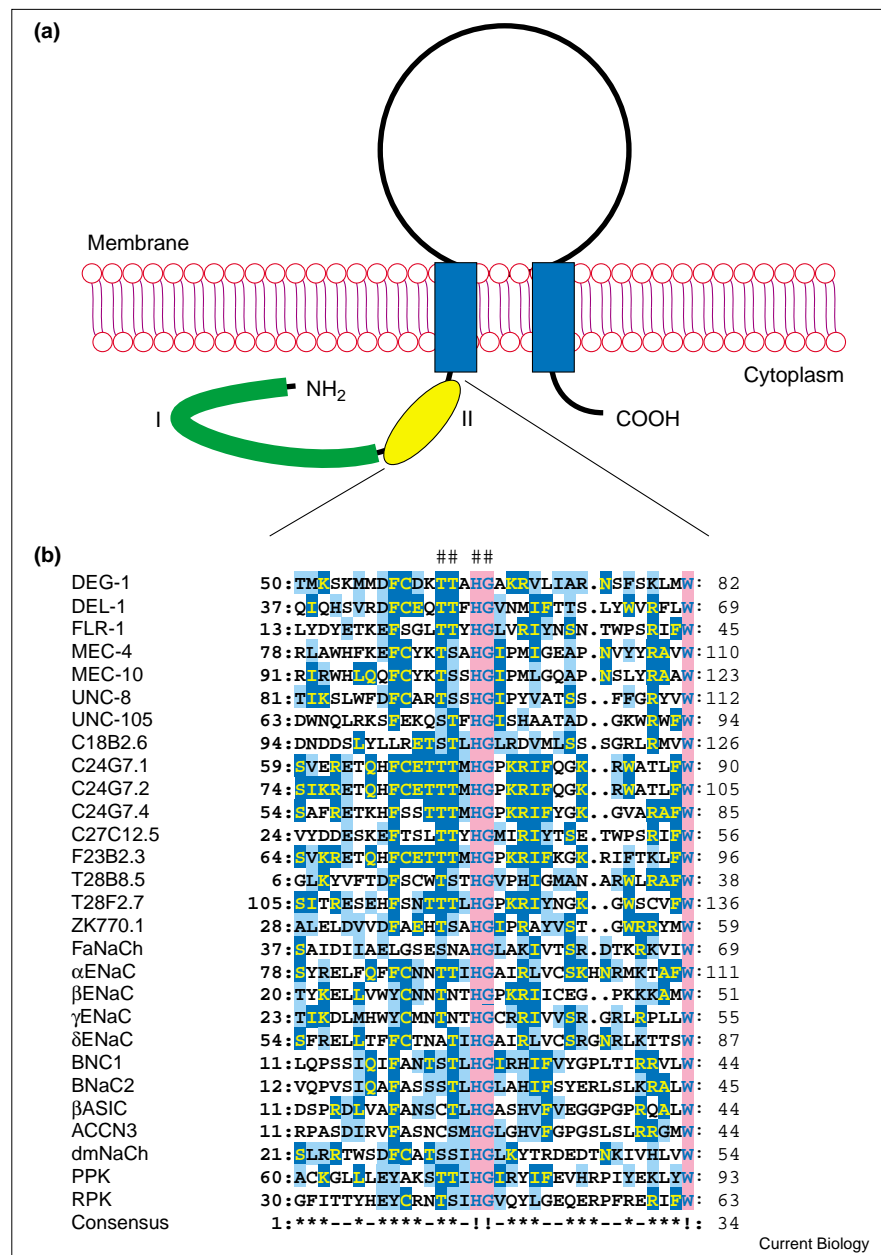 (a)
Membrane
Cytoplasm
NH2
I
II
COOH
(b)
## ##
DEG-1 50:TMKSKMMDFCDKTTAHGAKRVLIAR.NSFSKLMW: 82
DEL-1 37:QIQHSVRDFCEQTTFHGVNMIFTTS.LYWVRFLW: 69
FLR-1 13:LYDYETKEFSGLTTYHGLVRIYNSN.TWPSRIFW: 45
MEC-4 78:RLAWHFKEFCYKTSAHGIPMIGEAP.NVYYRAVW:110
MEC-10 91:RIRWHLQQFCYKTSSHGIPMLGQAP.NSLYRAAW:123
UNC-8 81:TIKSLWFDFCARTSSHGIPYVATSS..FFGRYVW:112
UNC-105 63:DWNQLRKSFEKQSTFHGISHAATAD..GKWRWFW: 94
C18B2.6 94:DNDDSLYLLRETSTLHGLRDVMLSS.SGRLRMVW:126
C24G7.1 59:SVERETQHFCETTTMHGPKRIFQGK..RWATLFW: 90
C24G7.2 74:SIKRETQHFCETTTMHGPKRIFQGK..RWATLFW:105
C24G7.4 54:SAFRETKHFSSTTTMHGPKRIFYGK..GVARAFW: 85
C27C12.5 24:VYDDESKEFTSLTTYHGMIRIYTSE.TWPSRIFW: 56
F23B2.3 64:SVKRETQHFCETTTMHGPKRIFKGK.RIFTKLFW: 96
T28B8.5 6:GLKYVFTDFSCWTSTHGVPHIGMAN.ARWLRAFW: 38
T28F2.7 105:SITRESEHFSNTTTLHGPKRIYNGK..GWSCVFW:136
ZK770.1 28:ALELDVVDFAEHTSAHGIPRAYVST..GWRRYMW: 59
FaNaCh 37:SAIDIIAELGSESNAHGLAKIVTSR.DTKRKVIW: 69
αENaC 78:SYRELFQFFCNNTTIHGAIRLVCSKHNRMKTAFW:111
βENaC 20:TYKELLVWYCNNTNTHGPKRIICEG..PKKKAMW: 51
γENaC 23:TIKDLMHWYCMNTNTHGCRRIVVSR.GRLRPLLW: 55
δENaC 54:SFRELLTFFCTNATIHGAIRLVCSRGNRLKTTSW: 87
BNC1 11:LQPSSIQIFANTSTLHGIRHIFVYGPLTIRRVLW: 44
BNaC2 12:VQPVSIQAFASSSTLHGLAHIFSYERLSLKRALW: 45
βASIC 11:DSPRDLVAFANSCTLHGASHVFVEGGPGPRQALW: 44
ACCN3 11:RPASDIRVFASNCSMHGLGHVFGPGSLSLRRGMW: 44
dmNaCh 21:SLRRTWSDFCATSSIHGLKYTRDEDTNKIVHLVW: 54
PPK 60:ACKGLLLEYAKSTTIHGIRYIFEVHRPIYEKLYW: 93
RPK 30:GFITTYHEYCRNTSIHGVQYLGEQERPFRERIFW: 63
Consensus 1:***--*-****-**-!!-***---****-*-***!: 34
Current Biology